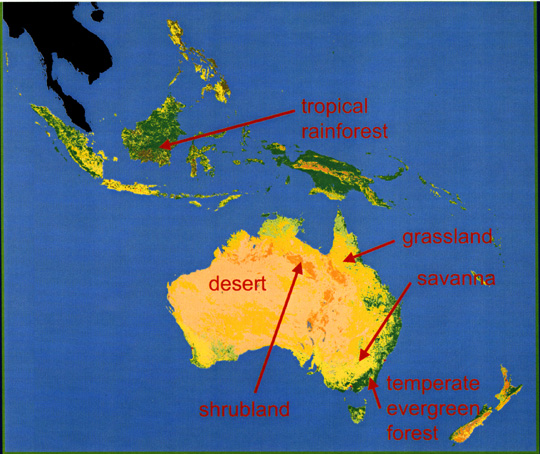 tropical
rainforest
grassland
savanna
desert
shrubland
temperate
evergreen
forest